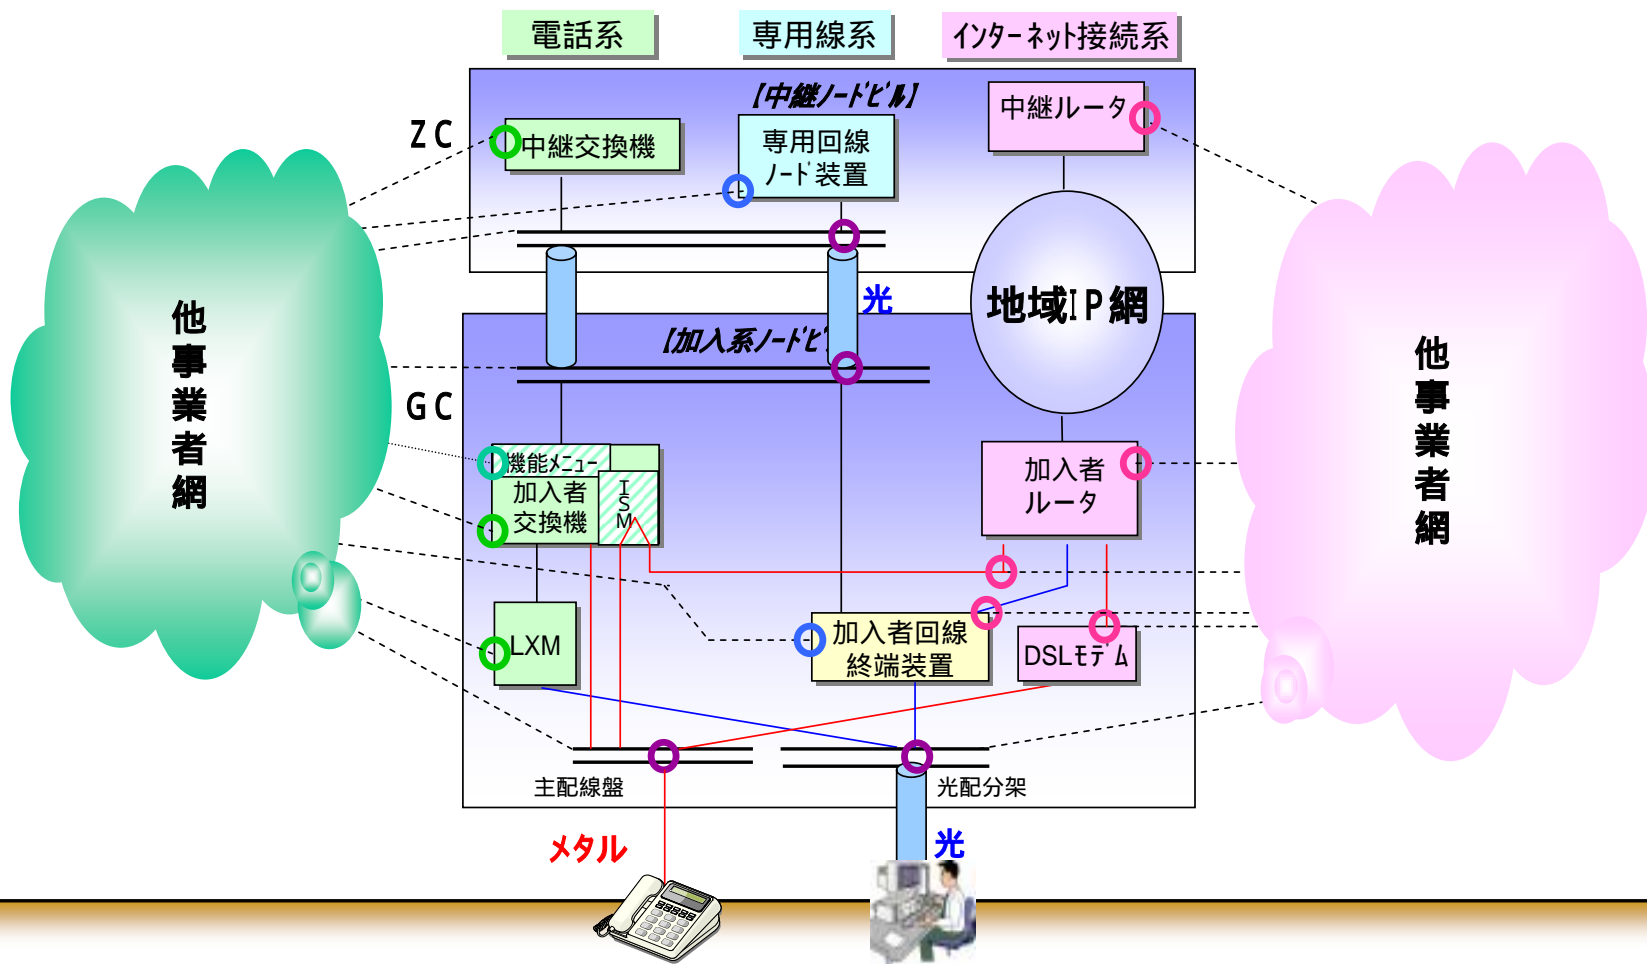 電話系
専用線系
インターネット接続系
【中継ノードビル】
中継ルータ
ZC
中継交換機
専用回線
ノード装置
光
地域IP網
他事業者網
他事業者網
【加入系ノードビ
GC
機能メニュー
加入者
交換機
ISM
加入者
ルータ
LXM
加入者回線
終端装置
DSLモデム
主配線盤
光配分架
メタル
光